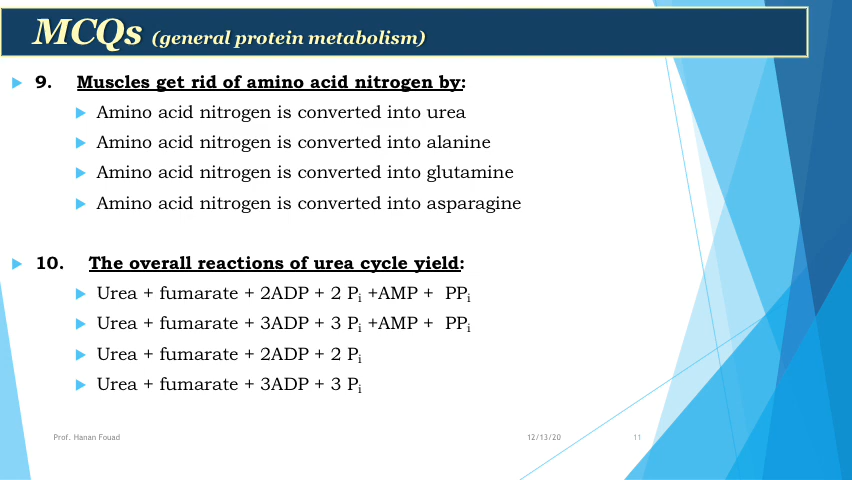 MCQs (general protein metabolism)
9. Muscles get rid of amino acid nitrogen by:
Amino acid nitrogen is converted into urea
Amino acid nitrogen is converted into alanine
Amino acid nitrogen is converted into glutamine
Amino acid nitrogen is converted into asparagine
10. The overall reactions of urea cycle yield:
Urea + fumarate + 2ADP + 2 Pi +AMP + PPi
Urea + fumarate + 3ADP + 3 Pi +AMP + PPi
Urea + fumarate + 2ADP + 2 Pi
Urea + fumarate + 3ADP + 3 Pi
Prof. Hanan Fouad 12/13/20 11